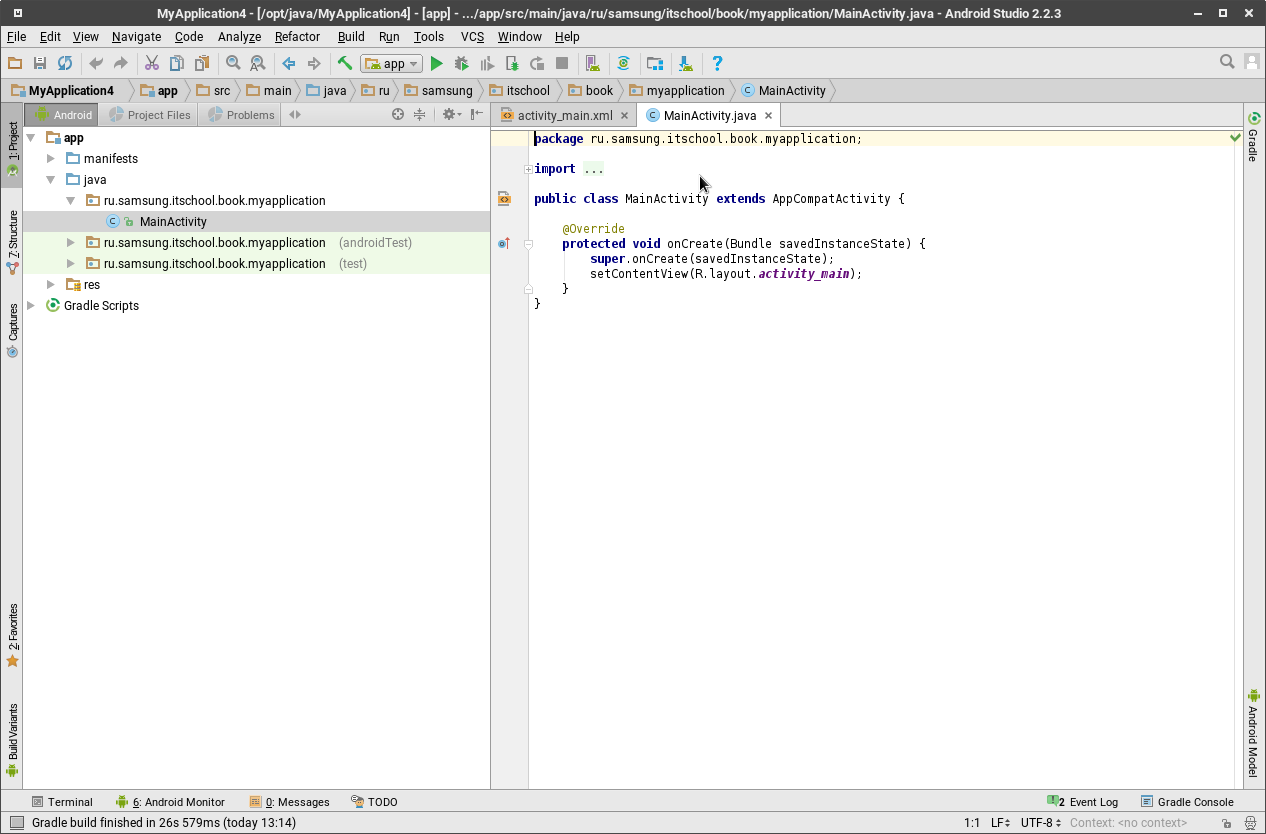 MyApplication4 - [/opt/java/MyApplication4] - [app] - .../app/src/main/java/ru/samsung/itschool/book/myapplication/MainActivity.java - Android Studio 2.2.3
File Edit View Navigate Code Analyze Refactor Build Run Tools VCS Window Help
app
MyApplication4 app src main java ru samsung itschool book myapplication MainActivity
Android Project Files Problems
activity_main.xml MainActivity.java
1: Project
7: Structure
Captures
2: Favorites
Build Variants
app
manifests
java
ru.samsung.itschool.book.myapplication
MainActivity
ru.samsung.itschool.book.myapplication (androidTest)
ru.samsung.itschool.book.myapplication (test)
res
Gradle Scripts
package ru.samsung.itschool.book.myapplication;
import ...
public class MainActivity extends AppCompatActivity {
@Override
protected void onCreate(Bundle savedInstanceState) {
super.onCreate(savedInstanceState);
setContentView(R.layout.activity_main);
}
}
Gradle
Android Model
Terminal 6: Android Monitor 0: Messages TODO 2 Event Log Gradle Console
Gradle build finished in 26s 579ms (today 13:14) 1:1 LF UTF-8 Context: <no context>